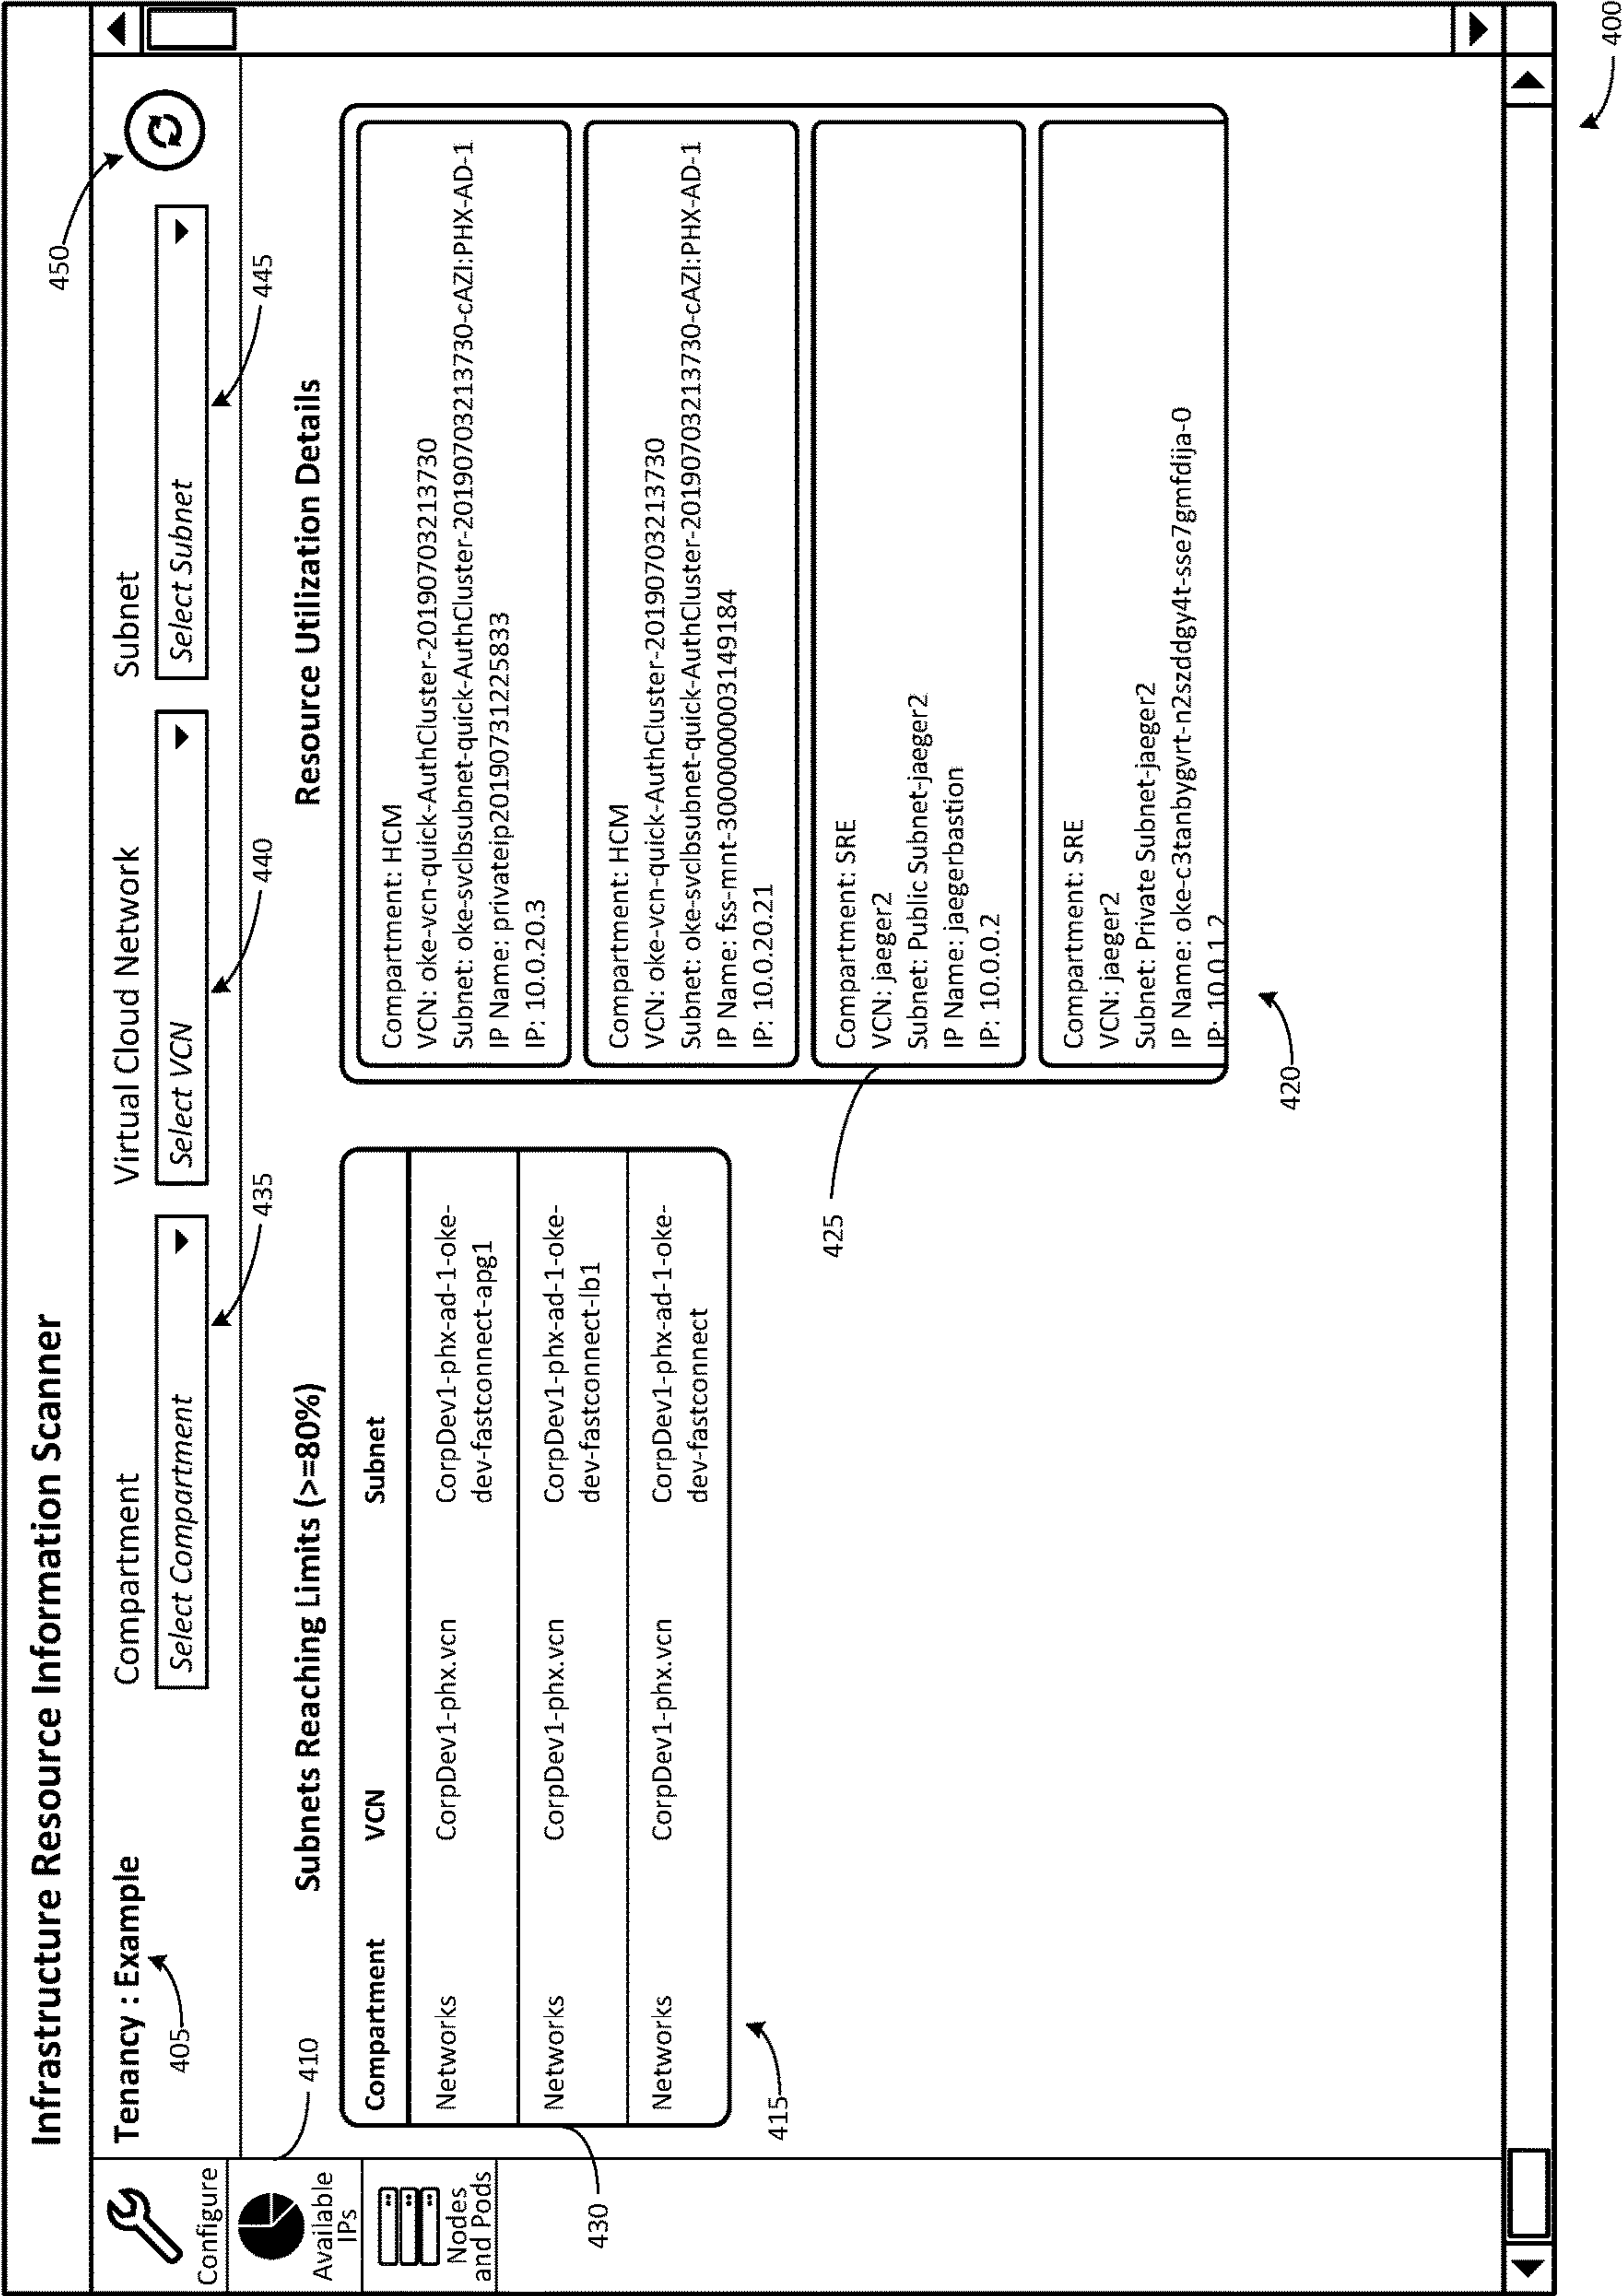 Infrastructure Resource Information Scanner
450
Configure
Available
IPs
Nodes
and Pods
410
Tenancy : Example
405
Compartment
Select Compartment
435
Virtual Cloud Network
Select VCN
440
Subnet
Select Subnet
445
Subnets Reaching Limits (>=80%)
Compartment VCN Subnet
Networks CorpDev1-phx.vcn CorpDev1-phx-ad-1-oke-
dev-fastconnect-apg1
Networks CorpDev1-phx.vcn CorpDev1-phx-ad-1-oke-
dev-fastconnect-lb1
Networks CorpDev1-phx.vcn CorpDev1-phx-ad-1-oke-
dev-fastconnect
430
415
Resource Utilization Details
Compartment: HCM
VCN: oke-vcn-quick-AuthCluster-20190703213730
Subnet: oke-svclbsubnet-quick-AuthCluster-20190703213730-cAZI:PHX-AD-1
IP Name: privateip20190731225833
IP: 10.0.20.3
Compartment: HCM
VCN: oke-vcn-quick-AuthCluster-20190703213730
Subnet: oke-svclbsubnet-quick-AuthCluster-20190703213730-cAZI:PHX-AD-1
IP Name: fss-mnt-3000000003149184
IP: 10.0.20.21
Compartment: SRE
VCN: jaeger2
Subnet: Public Subnet-jaeger2
IP Name: jaegerbastion
IP: 10.0.0.2
Compartment: SRE
VCN: jaeger2
Subnet: Private Subnet-jaeger2
IP Name: oke-c3tanbygvrt-n2szddgy4t-sse7gmfdija-0
IP: 10.0.1.2
425
420
400